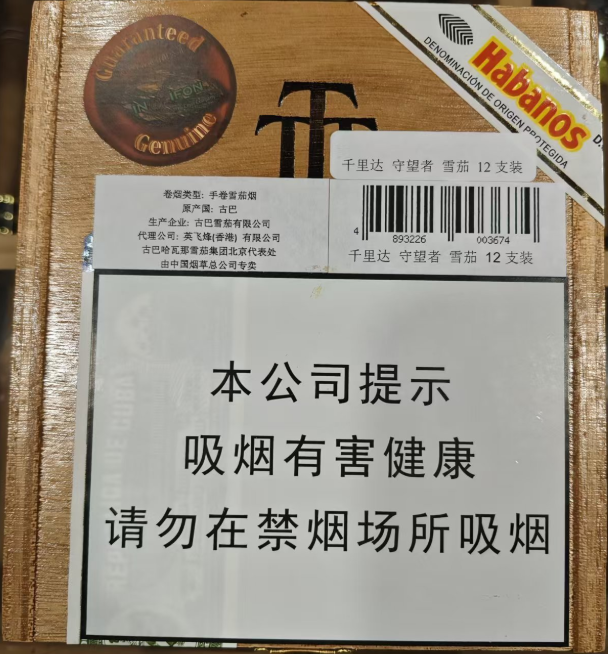 Guaranteed
Genuine
Habanos
DENOMINACIÓN DE ORIGEN PROTEGIDA
TTT
千里达 守望者 雪茄 12支装
卷烟类型: 手卷雪茄烟
原产国: 古巴
生产企业: 古巴雪茄有限公司
代理公司: 英飞烽(香港) 有限公司
古巴哈瓦那雪茄集团北京代表处
由中国烟草总公司专卖
4 893226 003674
千里达 守望者 雪茄 12支装
本公司提示
吸烟有害健康
请勿在禁烟场所吸烟